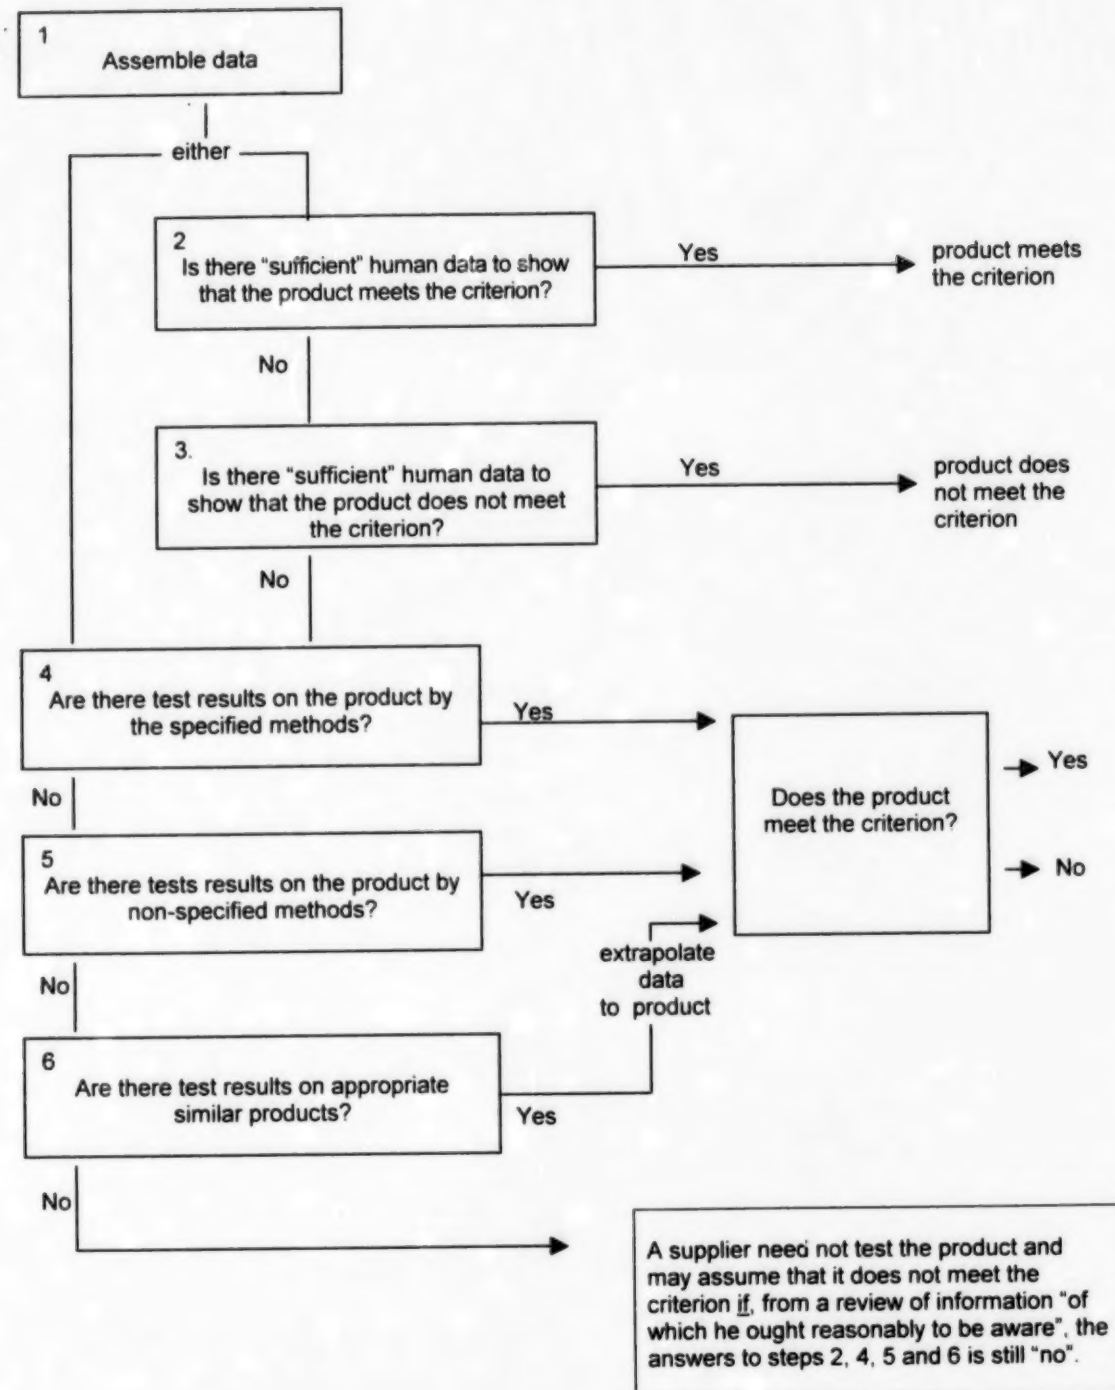 1
Assemble data
either
2
Is there “sufficient” human data to show
that the product meets the criterion?
Yes
product meets
the criterion
No
3.
Is there “sufficient” human data to
show that the product does not meet
the criterion?
Yes
product does
not meet the
criterion
No
4
Are there test results on the product by
the specified methods?
Yes
No
Does the product
meet the criterion?
Yes
No
5
Are there tests results on the product by
non-specified methods?
Yes
No
extrapolate
data
to product
6
Are there test results on appropriate
similar products?
Yes
No
A supplier need not test the product and
may assume that it does not meet the
criterion if, from a review of information “of
which he ought reasonably to be aware”, the
answers to steps 2, 4, 5 and 6 is still “no”.